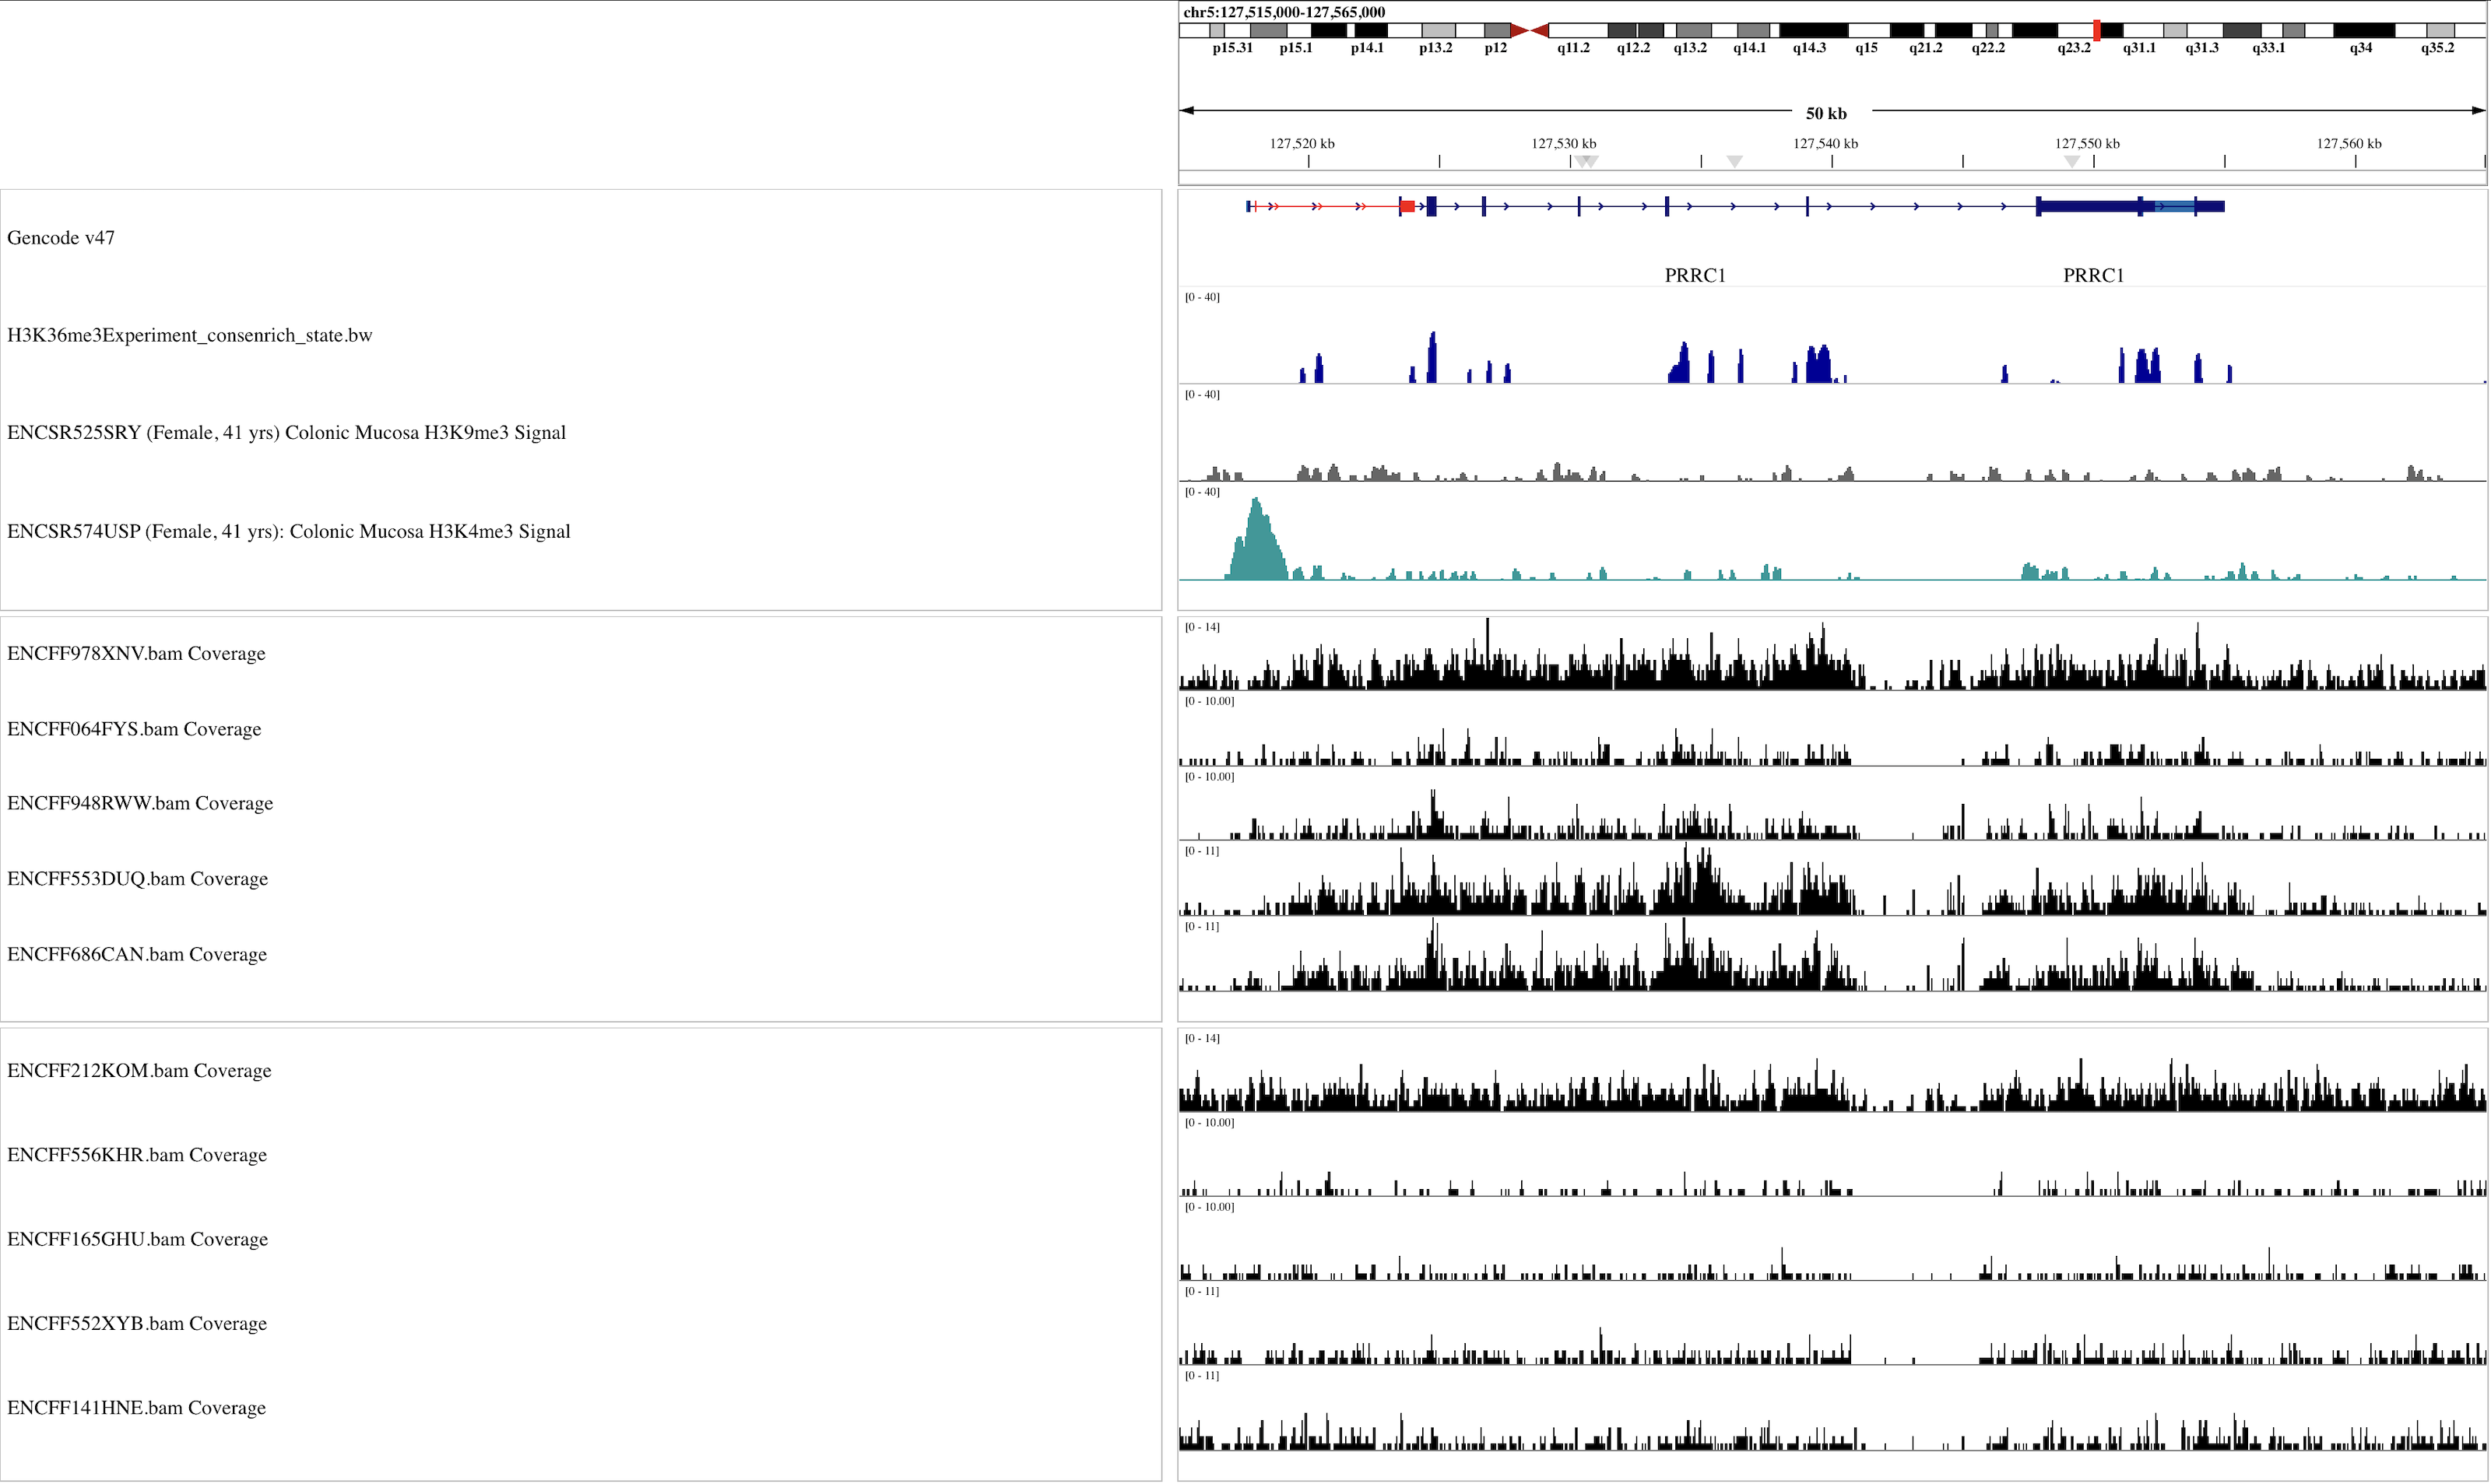 chr5:127,515,000-127,565,000
p15.31 p15.1 p14.1 p13.2 p12 q11.2 q12.2 q13.2 q14.1 q14.3 q15 q21.2 q22.2 q23.2 q31.1 q31.3 q33.1 q34 q35.2
50 kb
127,520 kb 127,530 kb 127,540 kb 127,550 kb 127,560 kb
Gencode v47
PRRC1 PRRC1
[0 - 40]
H3K36me3Experiment_consenrich_state.bw
[0 - 40]
ENCSR525SRY (Female, 41 yrs) Colonic Mucosa H3K9me3 Signal
[0 - 40]
ENCSR574USP (Female, 41 yrs): Colonic Mucosa H3K4me3 Signal
[0 - 14]
ENCFF978XNV.bam Coverage
[0 - 10.00]
ENCFF064FYS.bam Coverage
[0 - 10.00]
ENCFF948RWW.bam Coverage
[0 - 11]
ENCFF553DUQ.bam Coverage
[0 - 11]
ENCFF686CAN.bam Coverage
[0 - 14]
ENCFF212KOM.bam Coverage
[0 - 10.00]
ENCFF556KHR.bam Coverage
[0 - 10.00]
ENCFF165GHU.bam Coverage
[0 - 11]
ENCFF552XYB.bam Coverage
[0 - 11]
ENCFF141HNE.bam Coverage